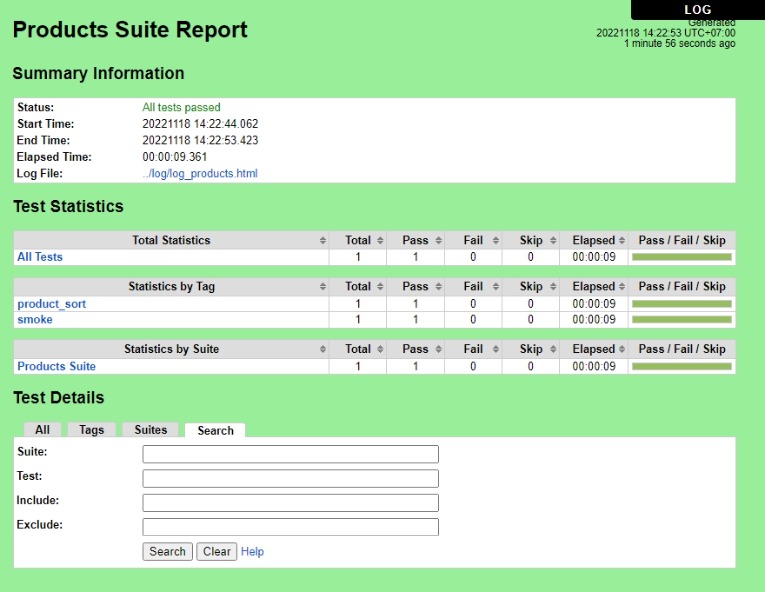 LOG
Products Suite Report
Generated
20221118 14:22:53 UTC+07:00
1 minute 56 seconds ago
Summary Information
Status: All tests passed
Start Time: 20221118 14:22:44.062
End Time: 20221118 14:22:53.423
Elapsed Time: 00:00:09.361
Log File: ../log/log_products.html
Test Statistics
Total Statistics Total Pass Fail Skip Elapsed Pass / Fail / Skip
All Tests 1 1 0 0 00:00:09
Statistics by Tag Total Pass Fail Skip Elapsed Pass / Fail / Skip
product_sort 1 1 0 0 00:00:09
smoke 1 1 0 0 00:00:09
Statistics by Suite Total Pass Fail Skip Elapsed Pass / Fail / Skip
Products Suite 1 1 0 0 00:00:09
Test Details
All Tags Suites Search
Suite:
Test:
Include:
Exclude:
Search Clear Help